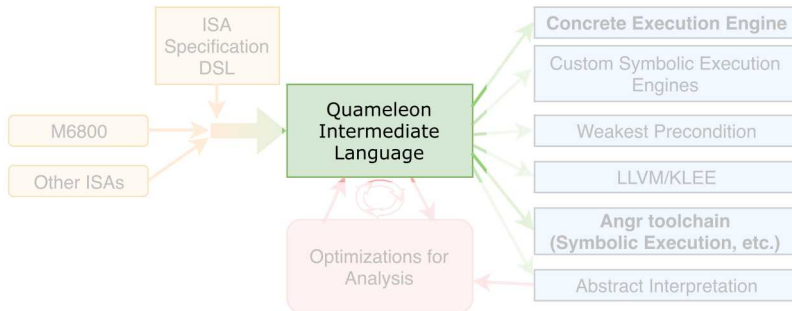 ISA
Specification
DSL
M6800
Other ISAs
Quameleon
Intermediate
Language
Optimizations for
Analysis
Concrete Execution Engine
Custom Symbolic Execution
Engines
Weakest Precondition
LLVM/KLEE
Angr toolchain
(Symbolic Execution, etc.)
Abstract Interpretation